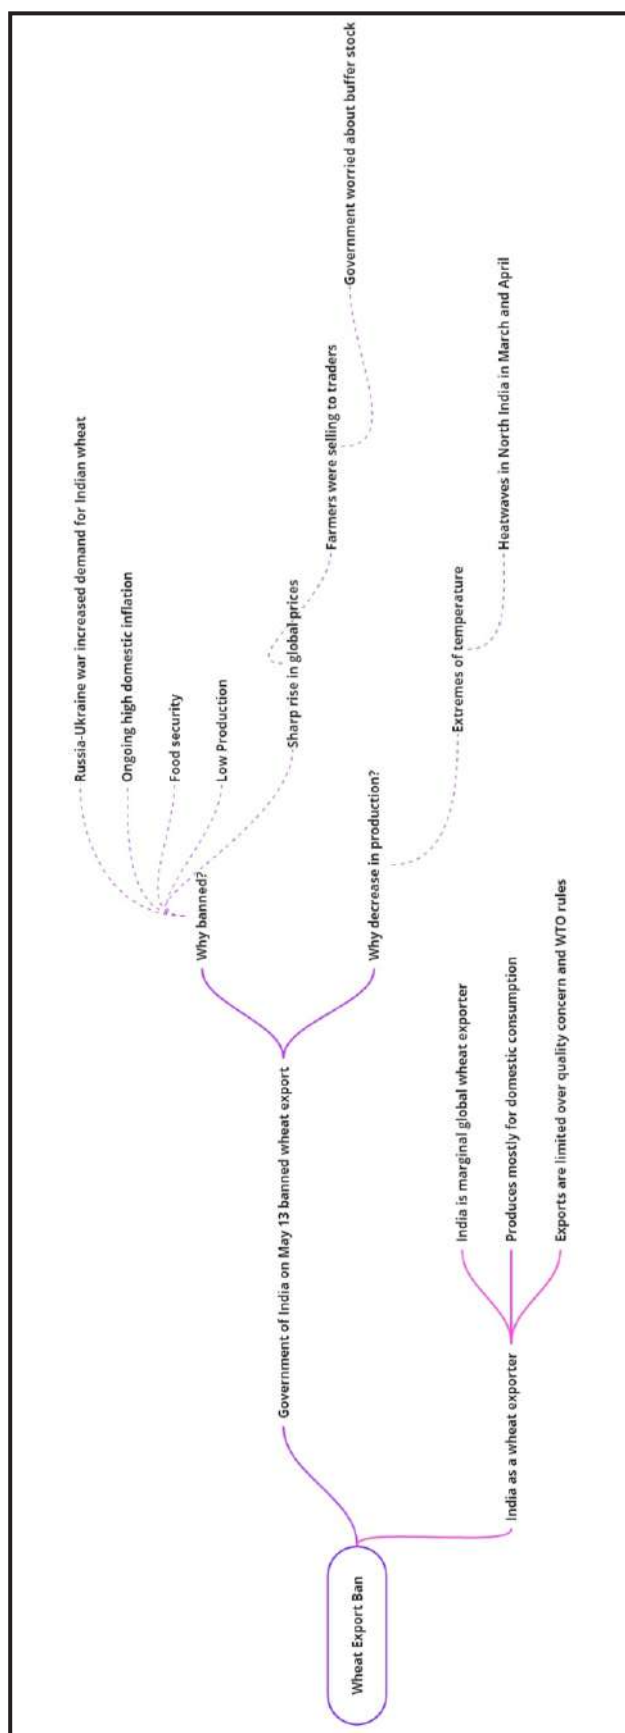 Wheat Export Ban
Government of India on May 13 banned wheat export
Why banned?
Russia-Ukraine war increased demand for Indian wheat
Ongoing high domestic inflation
Food security
Low Production
Sharp rise in global prices
Farmers were selling to traders
Government worried about buffer stock
Why decrease in production?
Extremes of temperature
Heatwaves in North India in March and April
India as a wheat exporter
India is marginal global wheat exporter
Produces mostly for domestic consumption
Exports are limited over quality concern and WTO rules